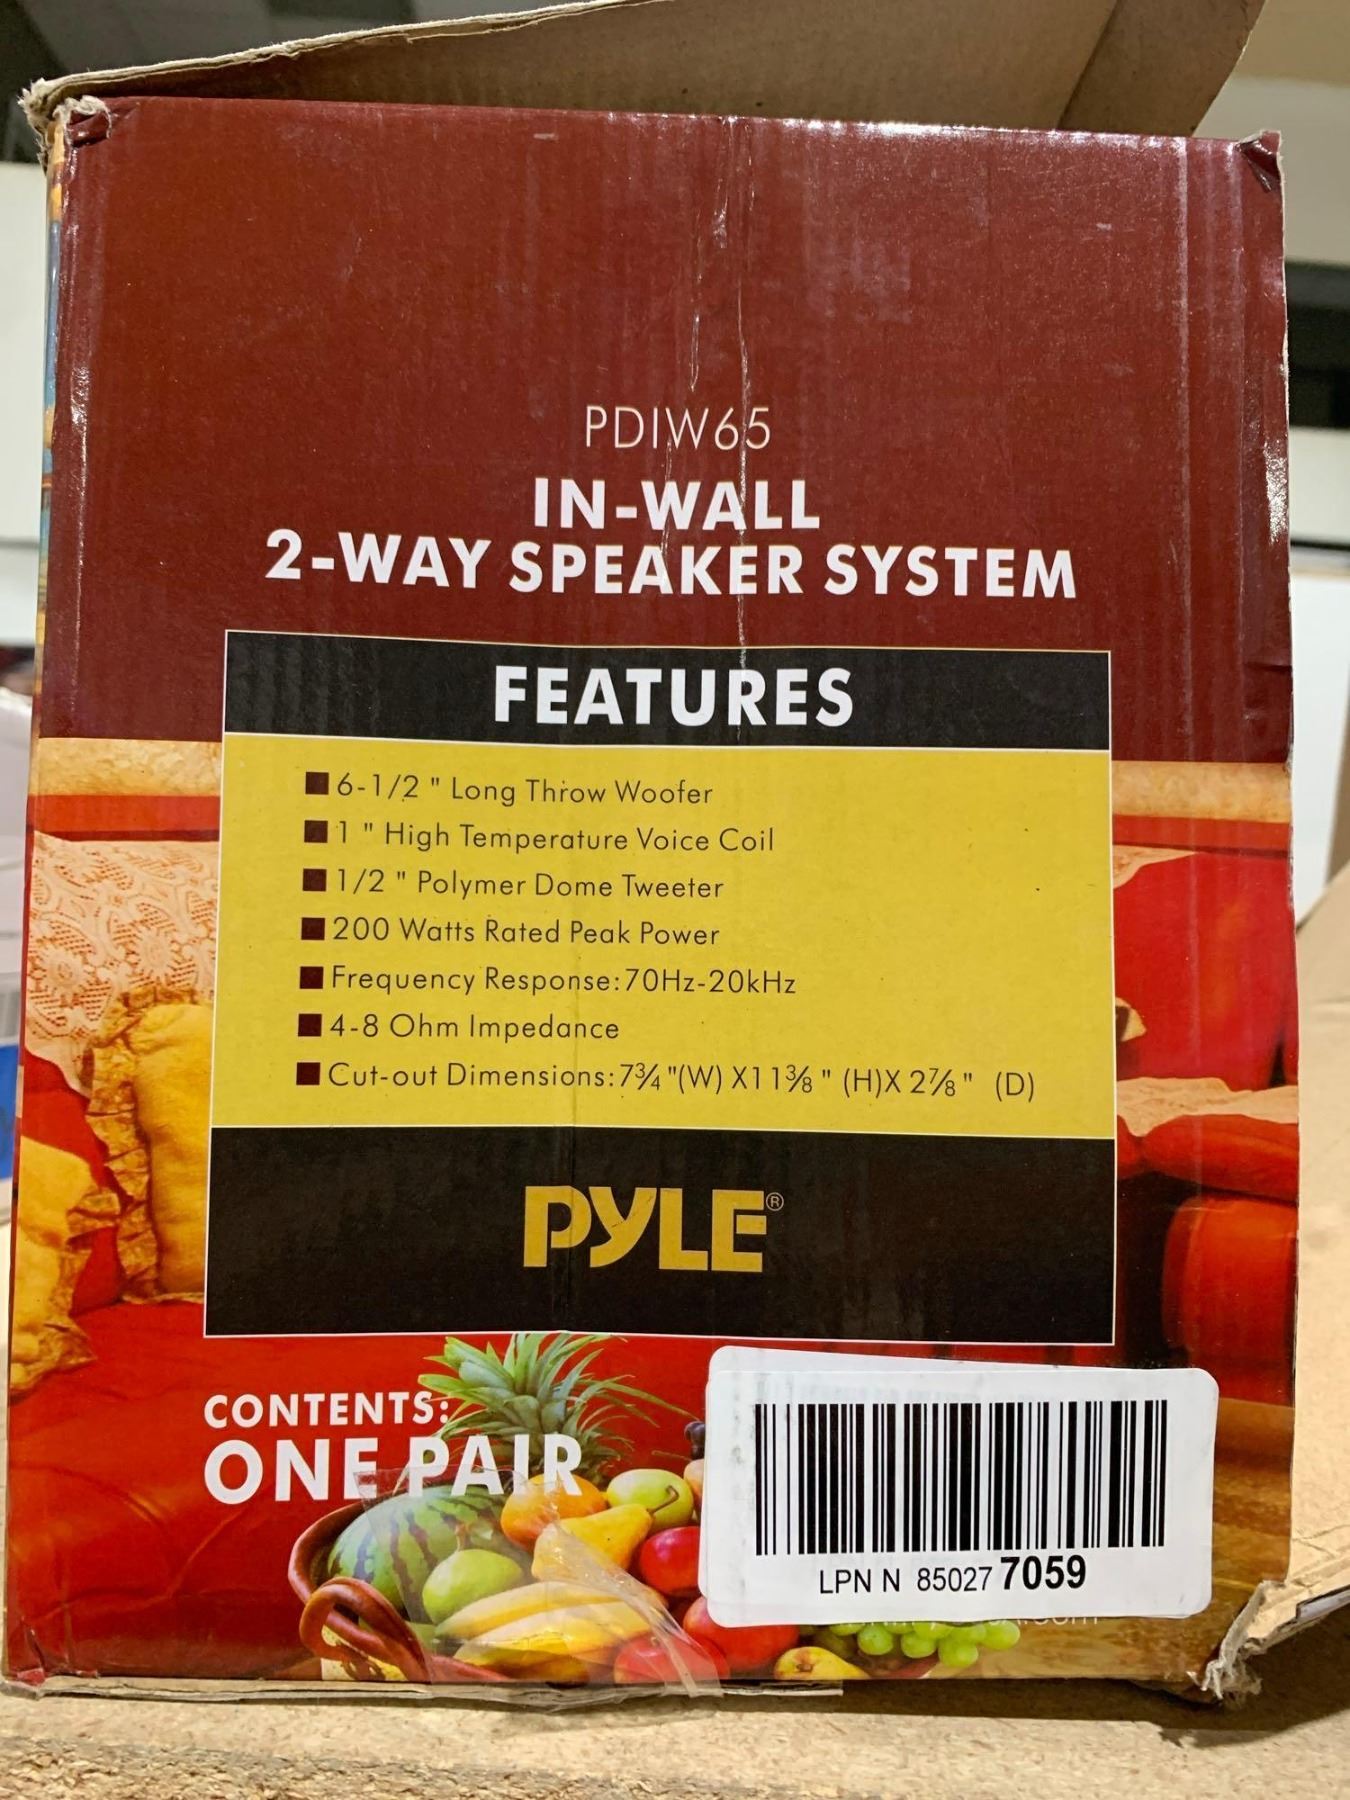 PDIW65
IN-WALL
2-WAY SPEAKER SYSTEM
FEATURES
■ 6-1/2 " Long Throw Woofer
■ 1 " High Temperature Voice Coil
■ 1/2 " Polymer Dome Tweeter
■ 200 Watts Rated Peak Power
■ Frequency Response:70Hz-20kHz
■ 4-8 Ohm Impedance
■ Cut-out Dimensions:7¾ "(W) X11⅜ " (H)X 2⅞ " (D)
PYLE®
CONTENTS:
ONE PAIR
LPN N 85027 7059